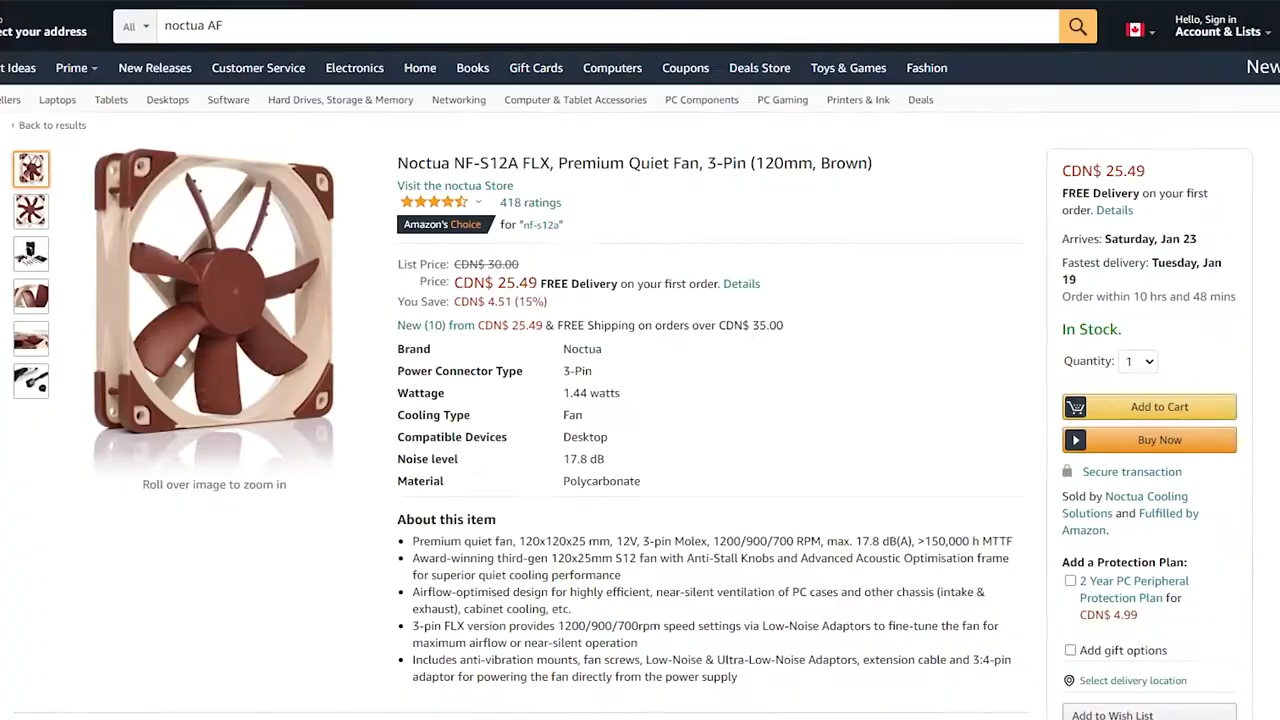 ect your address
All
noctua AF
Hello, Sign in
Account & Lists
t Ideas
Prime
New Releases
Customer Service
Electronics
Home
Books
Gift Cards
Computers
Coupons
Deals Store
Toys & Games
Fashion
New
llers
Laptops
Tablets
Desktops
Software
Hard Drives, Storage & Memory
Networking
Computer & Tablet Accessories
PC Components
PC Gaming
Printers & Ink
Deals
‹ Back to results
Roll over image to zoom in
Noctua NF-S12A FLX, Premium Quiet Fan, 3-Pin (120mm, Brown)
Visit the noctua Store
418 ratings
Amazon's Choice for "nf-s12a"
List Price: CDN$ 30.00
Price: CDN$ 25.49 FREE Delivery on your first order. Details
You Save: CDN$ 4.51 (15%)
New (10) from CDN$ 25.49 & FREE Shipping on orders over CDN$ 35.00
Brand Noctua
Power Connector Type 3-Pin
Wattage 1.44 watts
Cooling Type Fan
Compatible Devices Desktop
Noise level 17.8 dB
Material Polycarbonate
About this item
• Premium quiet fan, 120x120x25 mm, 12V, 3-pin Molex, 1200/900/700 RPM, max. 17.8 dB(A), >150,000 h MTTF
• Award-winning third-gen 120x25mm S12 fan with Anti-Stall Knobs and Advanced Acoustic Optimisation frame
for superior quiet cooling performance
• Airflow-optimised design for highly efficient, near-silent ventilation of PC cases and other chassis (intake &
exhaust), cabinet cooling, etc.
• 3-pin FLX version provides 1200/900/700rpm speed settings via Low-Noise Adaptors to fine-tune the fan for
maximum airflow or near-silent operation
• Includes anti-vibration mounts, fan screws, Low-Noise & Ultra-Low-Noise Adaptors, extension cable and 3:4-pin
adaptor for powering the fan directly from the power supply
CDN$ 25.49
FREE Delivery on your first
order. Details
Arrives: Saturday, Jan 23
Fastest delivery: Tuesday, Jan
19
Order within 10 hrs and 48 mins
In Stock.
Quantity: 1
Add to Cart
Buy Now
Secure transaction
Sold by Noctua Cooling
Solutions and Fulfilled by
Amazon.
Add a Protection Plan:
2 Year PC Peripheral
Protection Plan for
CDN$ 4.99
Add gift options
Select delivery location
Add to Wish List